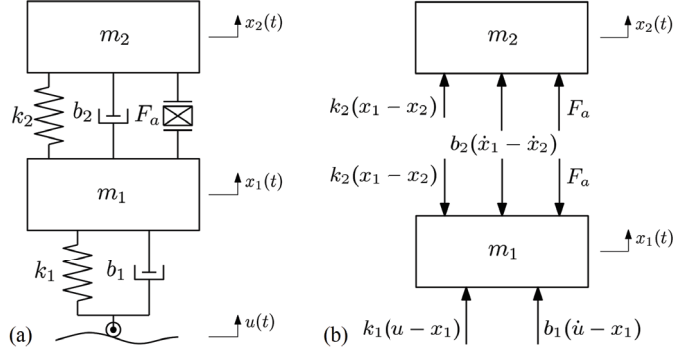 m₂
x₂(t)
k₂
b₂
Fₐ
m₁
x₁(t)
k₁
b₁
u(t)
(a)
m₂
x₂(t)
k₂(x₁ − x₂)
Fₐ
b₂(ẋ₁ − ẋ₂)
k₂(x₁ − x₂)
Fₐ
m₁
x₁(t)
k₁(u − x₁)
b₁(u̇ − x₁)
(b)